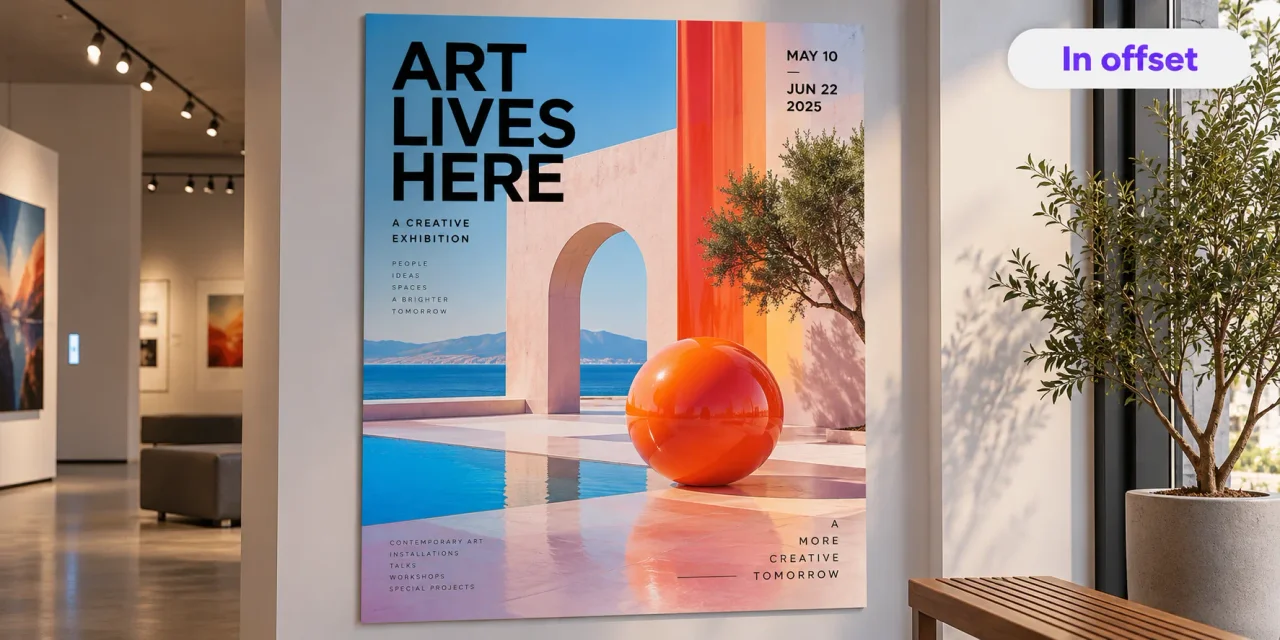 ART
LIVES
HERE
A CREATIVE
EXHIBITION
PEOPLE
IDEAS
SPACES
A BRIGHTER
TOMORROW
MAY 10
—
JUN 22
2025
CONTEMPORARY ART
INSTALLATIONS
TALKS
WORKSHOPS
SPECIAL PROJECTS
A
MORE
CREATIVE
TOMORROW
In offset